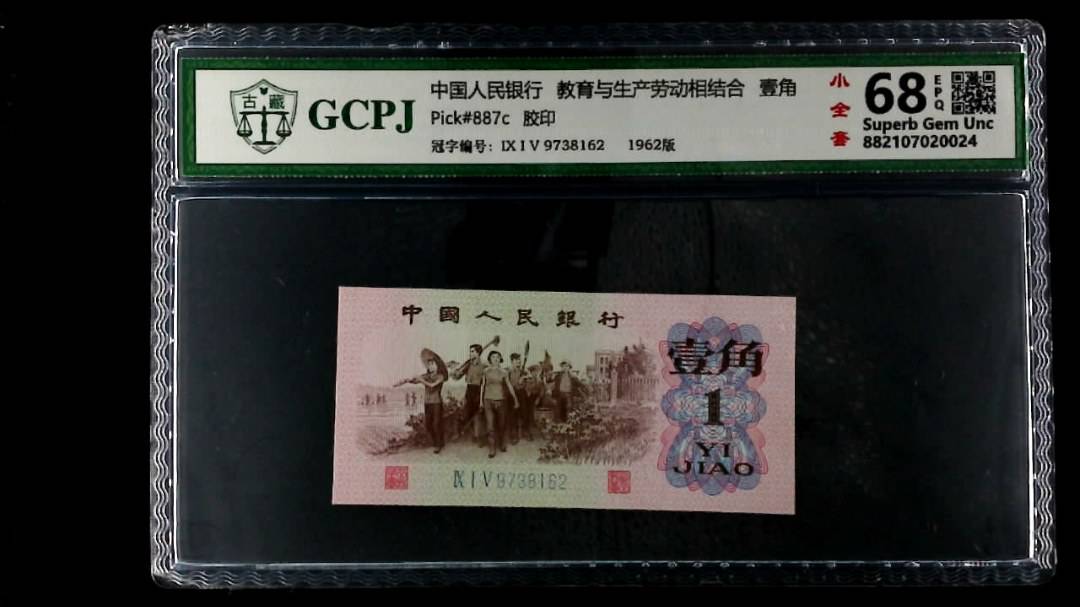 古藏
GCPJ
中国人民银行 教育与生产劳动相结合 壹角
Pick#887c 胶印
冠字编号: IX I V 9738162 1962版
小全套
68
EPQ
Superb Gem Unc
882107020024
中國人民銀行
壹角
1
YI
JIAO
IX I V 9738162